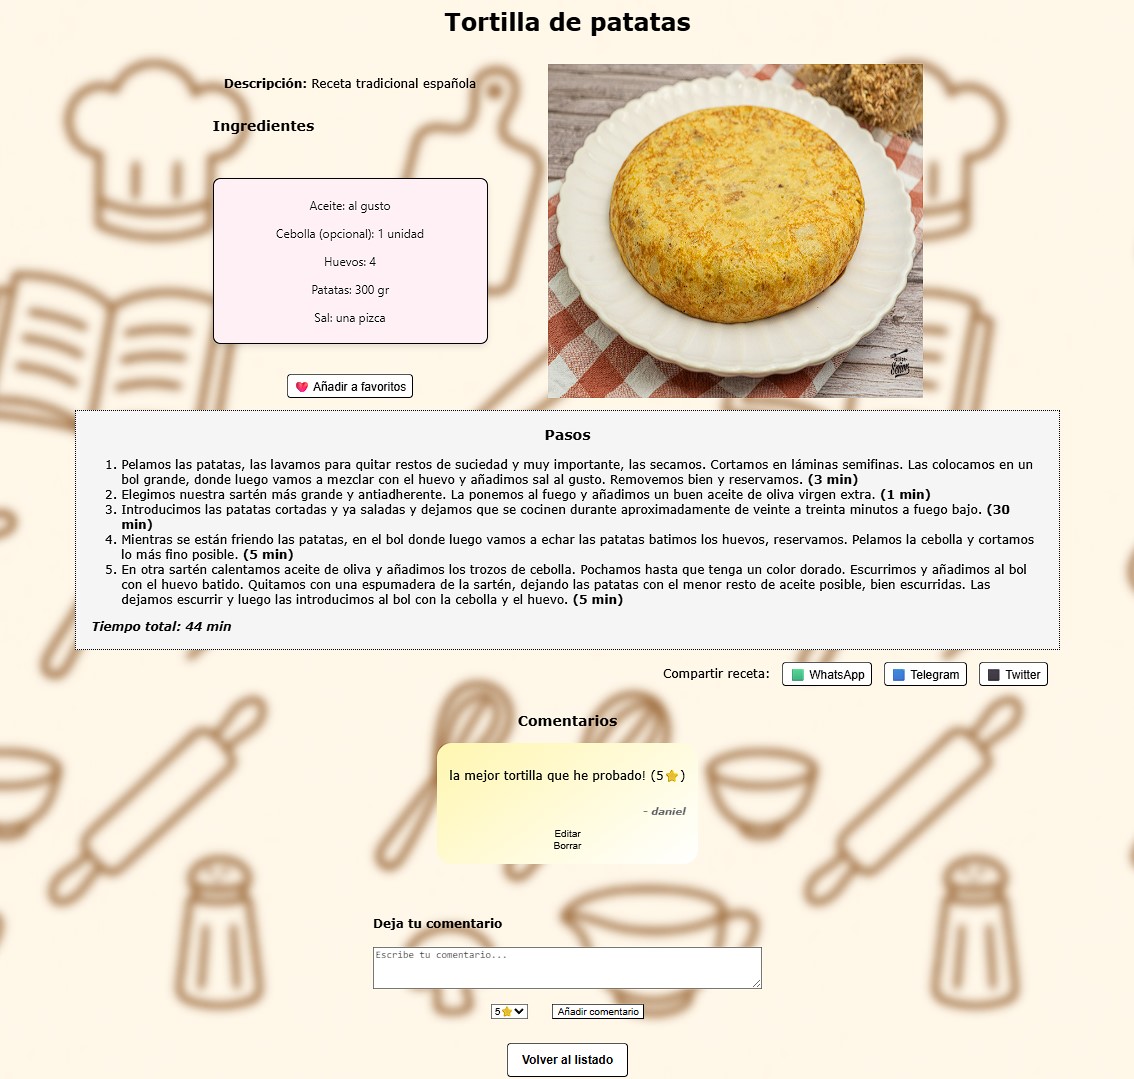 Tortilla de patatas
Descripción: Receta tradicional española
Ingredientes
Aceite: al gusto
Cebolla (opcional): 1 unidad
Huevos: 4
Patatas: 300 gr
Sal: una pizca
Añadir a favoritos
Pasos
1. Pelamos las patatas, las lavamos para quitar restos de suciedad y muy importante, las secamos. Cortamos en láminas semifinas. Las colocamos en un
bol grande, donde luego vamos a mezclar con el huevo y añadimos sal al gusto. Removemos bien y reservamos. (3 min)
2. Elegimos nuestra sartén más grande y antiadherente. La ponemos al fuego y añadimos un buen aceite de oliva virgen extra. (1 min)
3. Introducimos las patatas cortadas y ya saladas y dejamos que se cocinen durante aproximadamente de veinte a treinta minutos a fuego bajo. (30
min)
4. Mientras se están friendo las patatas, en el bol donde luego vamos a echar las patatas batimos los huevos, reservamos. Pelamos la cebolla y cortamos
lo más fino posible. (5 min)
5. En otra sartén calentamos aceite de oliva y añadimos los trozos de cebolla. Pochamos hasta que tenga un color dorado. Escurrimos y añadimos al bol
con el huevo batido. Quitamos con una espumadera de la sartén, dejando las patatas con el menor resto de aceite posible, bien escurridas. Las
dejamos escurrir y luego las introducimos al bol con la cebolla y el huevo. (5 min)
Tiempo total: 44 min
Compartir receta: WhatsApp Telegram Twitter
Comentarios
la mejor tortilla que he probado! (5⭐)
- daniel
Editar
Borrar
Deja tu comentario
Escribe tu comentario...
5⭐ Añadir comentario
Volver al listado